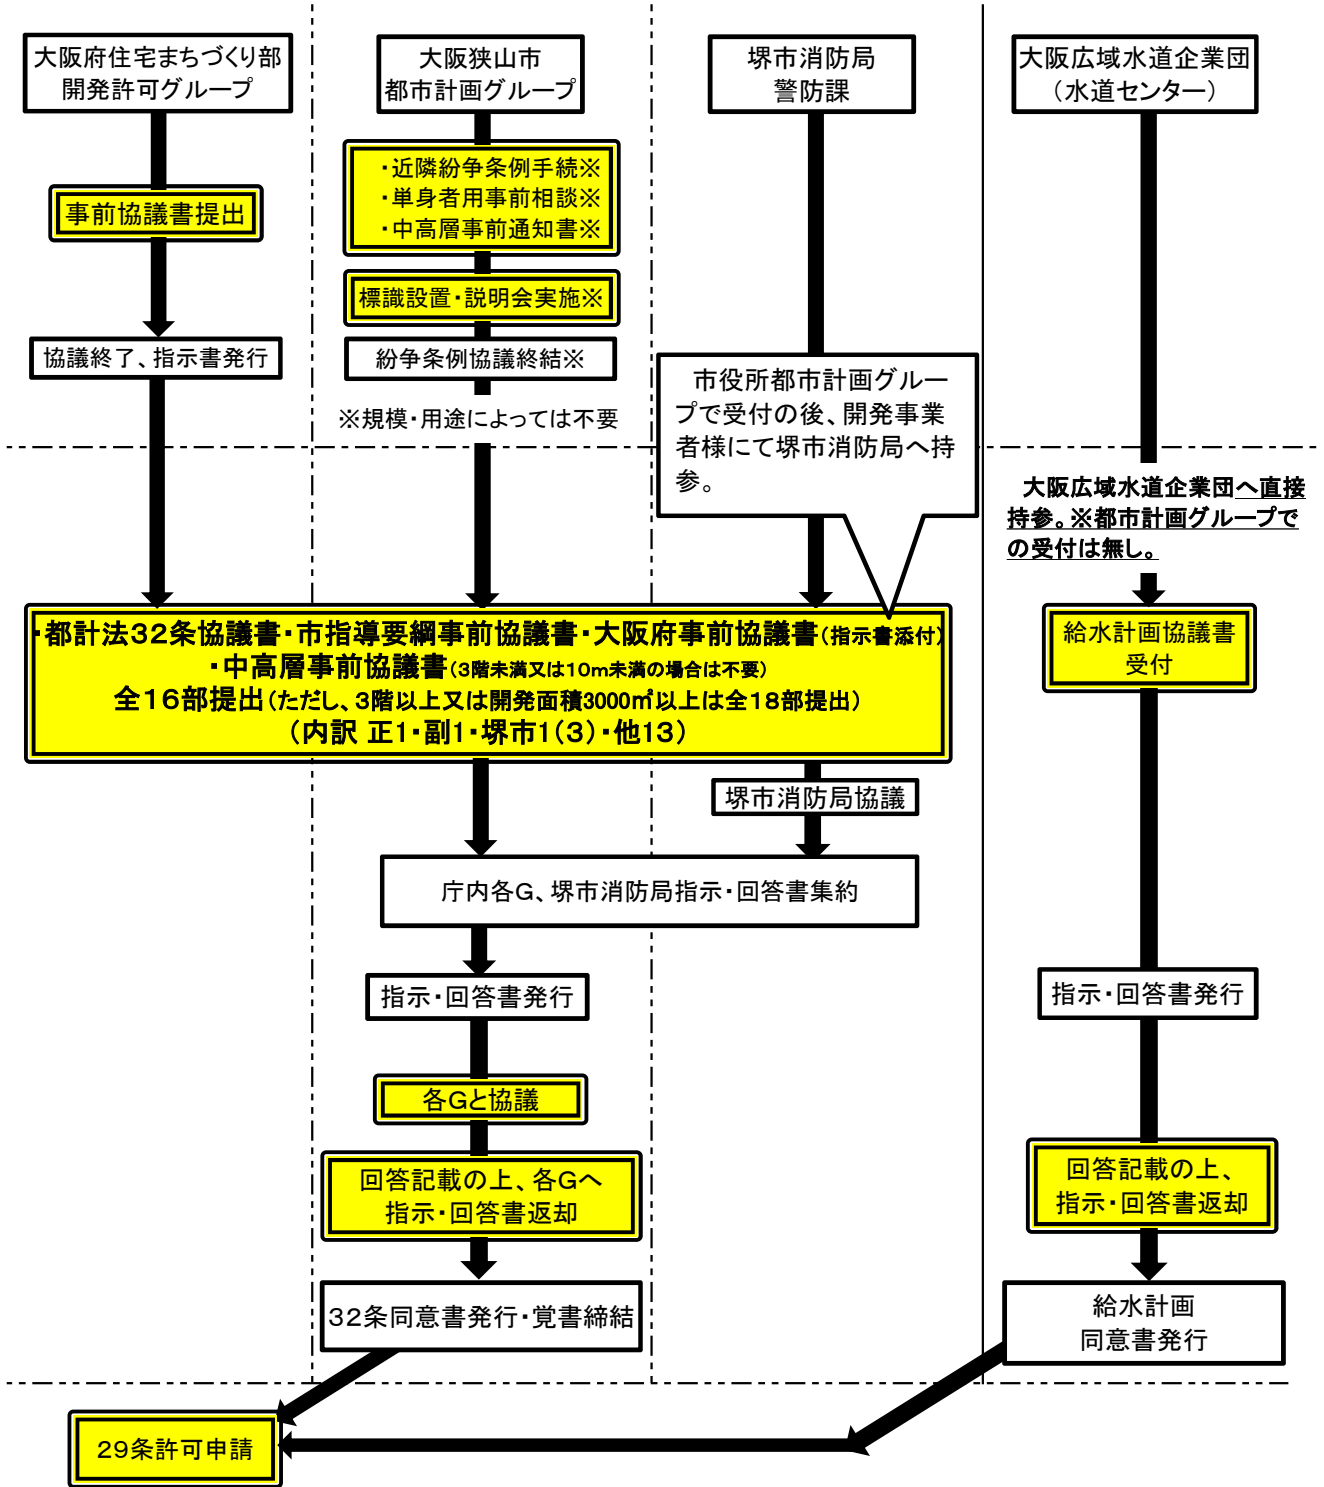 大阪府住宅まちづくり部
開発許可グループ
大阪狭山市
都市計画グループ
堺市消防局
警防課
大阪広域水道企業団
（水道センター）
事前協議書提出
・近隣紛争条例手続※
・単身者用事前相談※
・中高層事前通知書※
標識設置・説明会実施※
協議終了、指示書発行
紛争条例協議終結※
※規模・用途によっては不要
市役所都市計画グルー
プで受付の後、開発事業
者様にて堺市消防局へ持
参。
大阪広域水道企業団へ直接
持参。※都市計画グループで
の受付は無し。
・都計法32条協議書・市指導要綱事前協議書・大阪府事前協議書（指示書添付）
・中高層事前協議書（3階未満又は10m未満の場合は不要）
全16部提出（ただし、3階以上又は開発面積3000㎡以上は全18部提出）
（内訳 正1・副1・堺市1（3）・他13）
給水計画協議書
受付
堺市消防局協議
庁内各G、堺市消防局指示・回答書集約
指示・回答書発行
指示・回答書発行
各Gと協議
回答記載の上、各Gへ
指示・回答書返却
回答記載の上、
指示・回答書返却
32条同意書発行・覚書締結
給水計画
同意書発行
29条許可申請